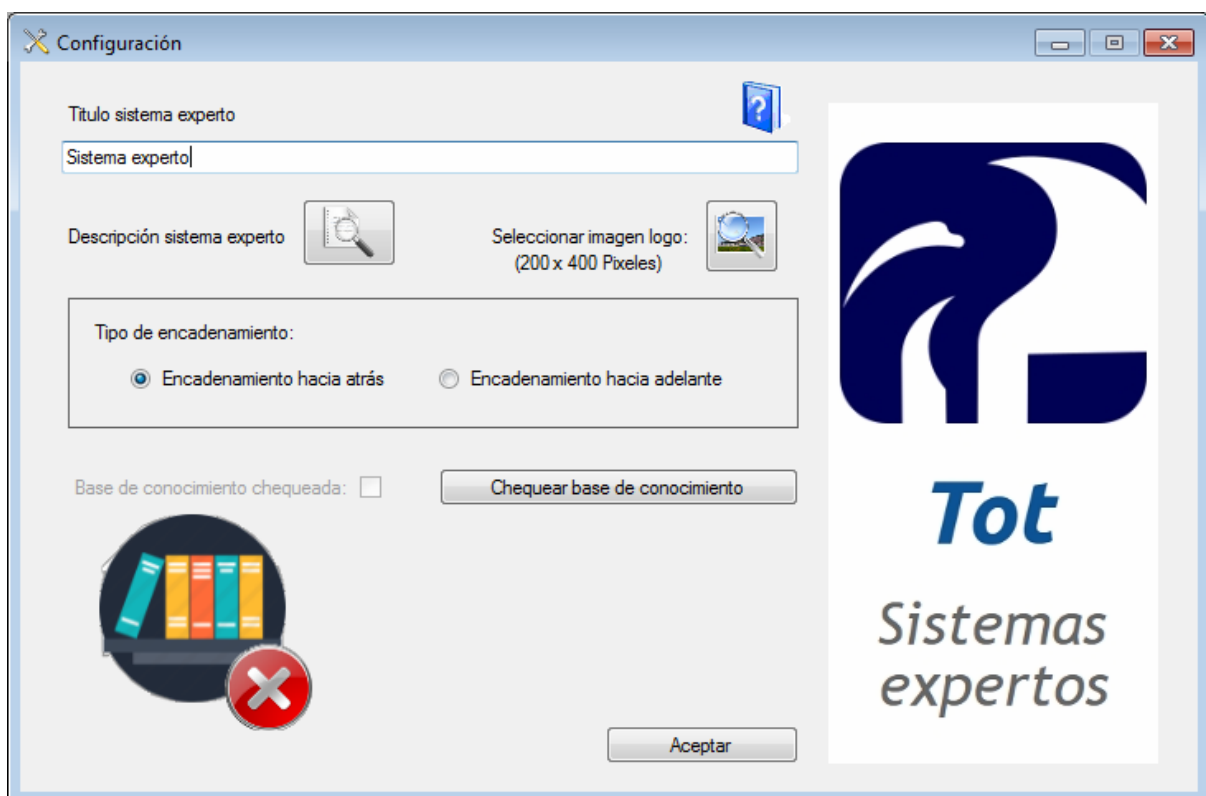 Configuración
Titulo sistema experto
Sistema experto
Descripción sistema experto
Seleccionar imagen logo:
(200 x 400 Pixeles)
Tipo de encadenamiento:
Encadenamiento hacia atrás
Encadenamiento hacia adelante
Base de conocimiento chequeada:
Chequear base de conocimiento
Aceptar
Tot
Sistemas
expertos